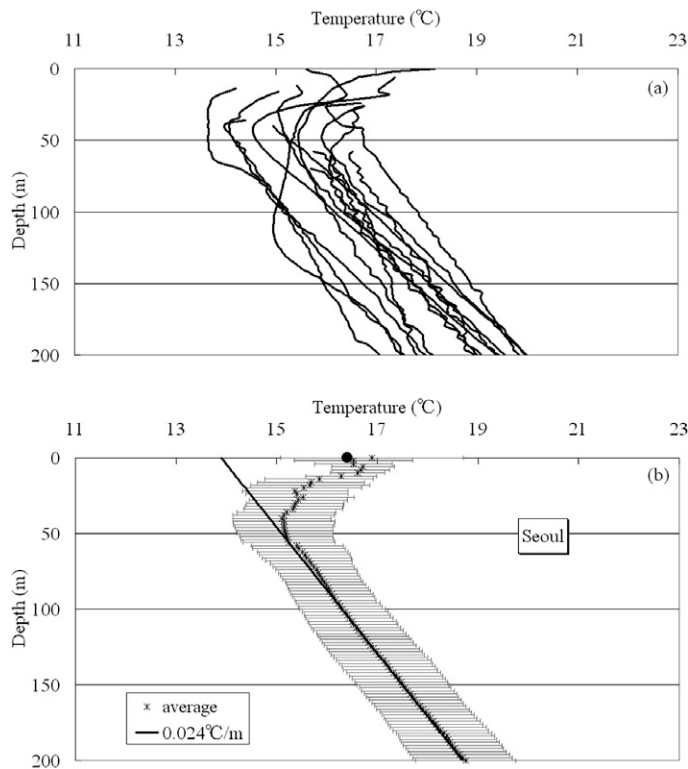 Temperature (℃)
11 13 15 17 19 21 23
0
(a)
50
100
150
200
Depth (m)
Temperature (℃)
11 13 15 17 19 21 23
0
(b)
50
Seoul
100
150
200
Depth (m)
average
0.024℃/m